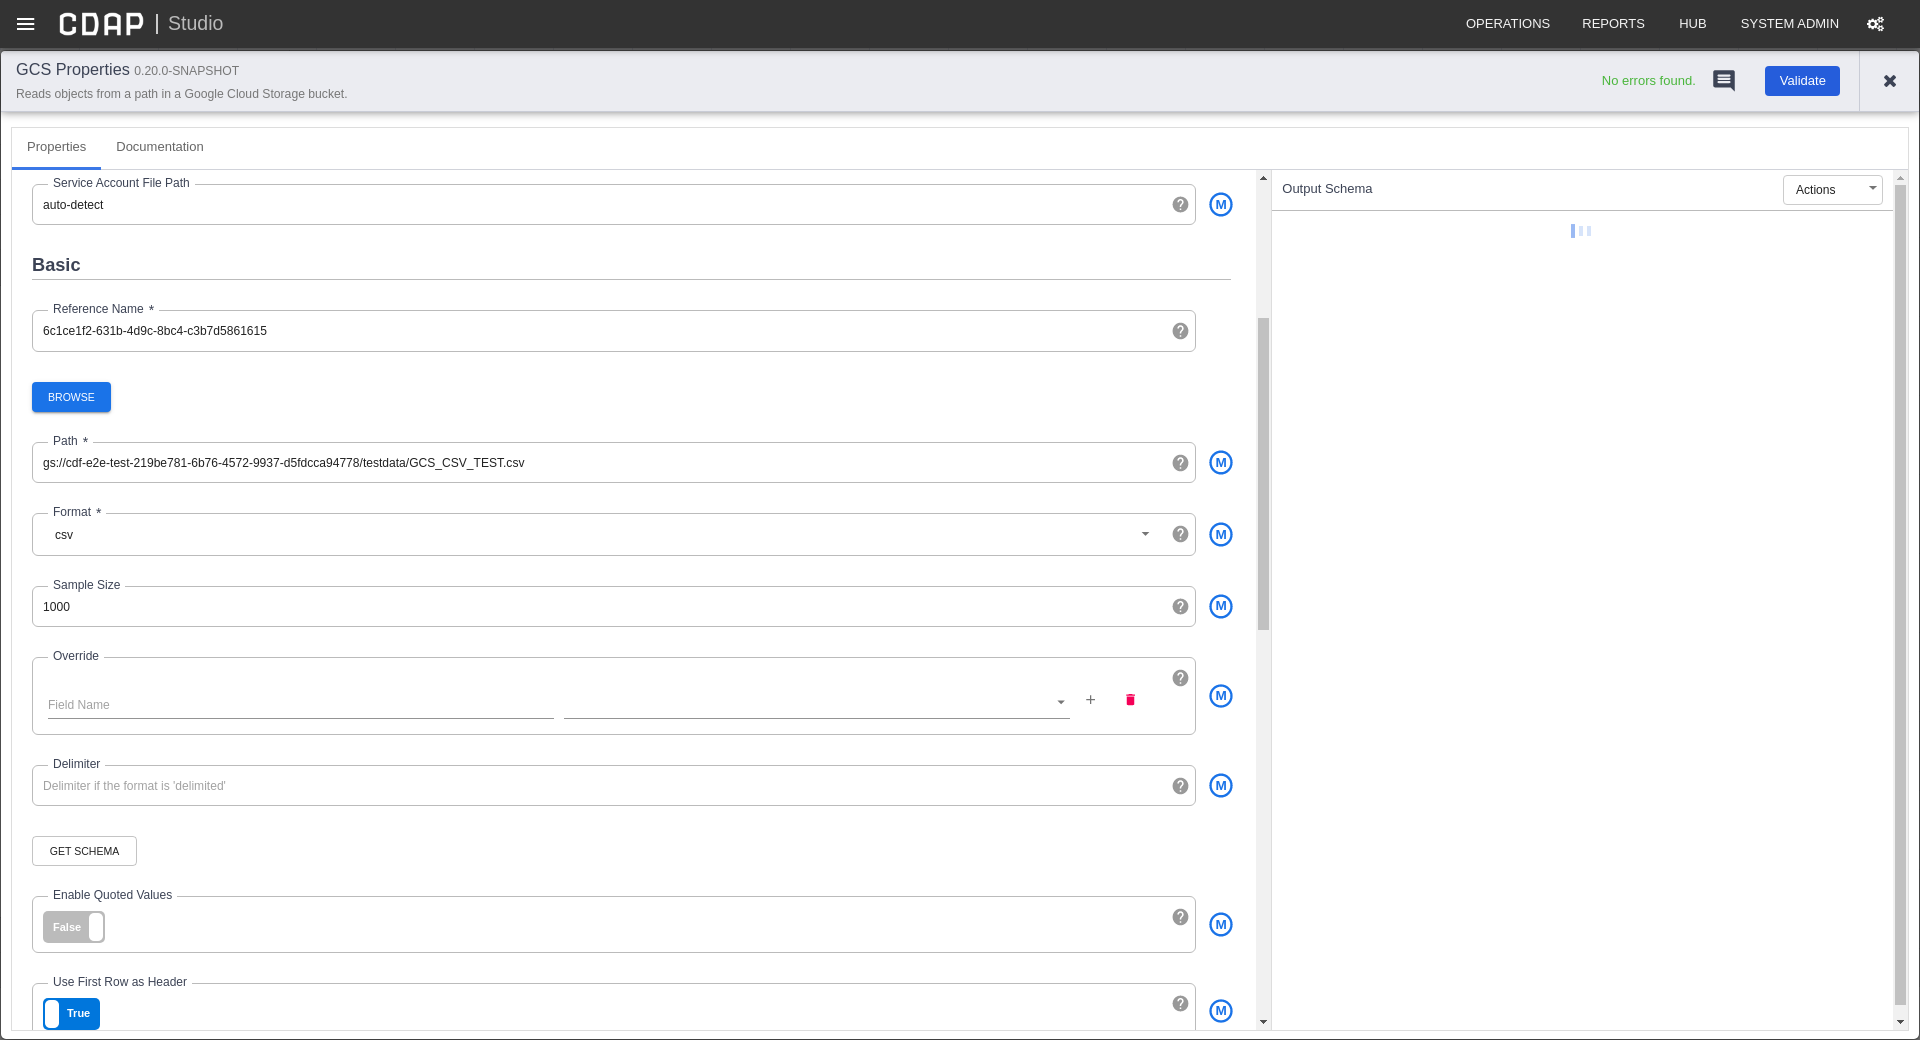 CDAP | Studio
OPERATIONS REPORTS HUB SYSTEM ADMIN
GCS Properties 0.20.0-SNAPSHOT
Reads objects from a path in a Google Cloud Storage bucket.
No errors found.
Validate
Properties Documentation
Service Account File Path
auto-detect
M
Output Schema
Actions
Basic
Reference Name *
6c1ce1f2-631b-4d9c-8bc4-c3b7d5861615
BROWSE
Path *
gs://cdf-e2e-test-219be781-6b76-4572-9937-d5fdcca94778/testdata/GCS_CSV_TEST.csv
M
Format *
csv
M
Sample Size
1000
M
Override
Field Name
M
Delimiter
Delimiter if the format is 'delimited'
M
GET SCHEMA
Enable Quoted Values
False
M
Use First Row as Header
True
M